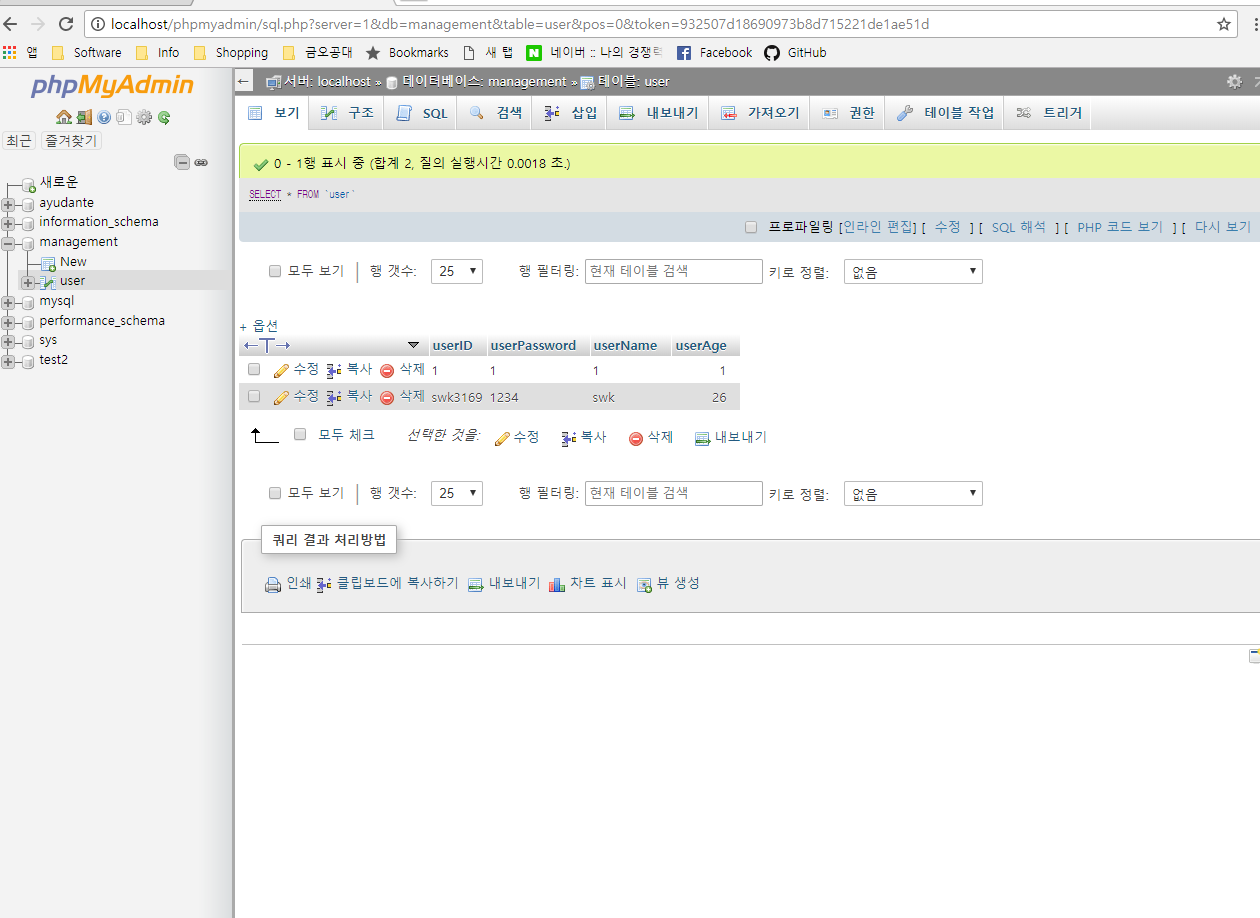 localhost/phpmyadmin/sql.php?server=1&db=management&table=user&pos=0&token=932507d18690973b8d715221de1ae51d
앱 Software Info Shopping 금오공대 Bookmarks 새 탭 N 네이버 :: 나의 경쟁력 Facebook GitHub
phpMyAdmin
최근 즐겨찾기
새로운
ayudante
information_schema
management
New
user
mysql
performance_schema
sys
test2
서버: localhost » 데이터베이스: management » 테이블: user
보기 구조 SQL 검색 삽입 내보내기 가져오기 권한 테이블 작업 트리거
0 - 1행 표시 중 (합계 2, 질의 실행시간 0.0018 초.)
SELECT * FROM `user`
프로파일링 [인라인 편집] [ 수정 ] [ SQL 해석 ] [ PHP 코드 보기 ] [ 다시 보기
모두 보기 | 행 갯수: 25 행 필터링: 현재 테이블 검색 키로 정렬: 없음
+ 옵션
←T→ userID userPassword userName userAge
수정 복사 삭제 1 1 1 1
수정 복사 삭제 swk3169 1234 swk 26
모두 체크 선택한 것을: 수정 복사 삭제 내보내기
모두 보기 | 행 갯수: 25 행 필터링: 현재 테이블 검색 키로 정렬: 없음
쿼리 결과 처리방법
인쇄 클립보드에 복사하기 내보내기 차트 표시 뷰 생성